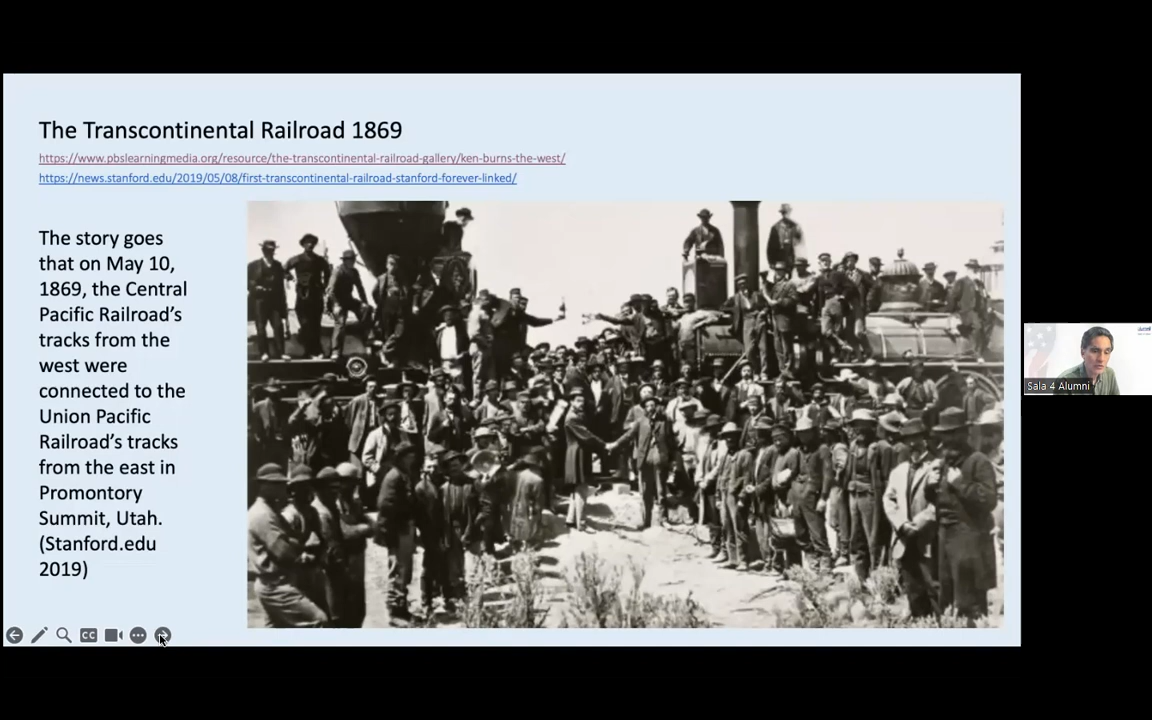 The Transcontinental Railroad 1869
https://www.pbslearningmedia.org/resource/the-transcontinental-railroad-gallery/ken-burns-the-west/
https://news.stanford.edu/2019/05/08/first-transcontinental-railroad-stanford-forever-linked/
The story goes
that on May 10,
1869, the Central
Pacific Railroad’s
tracks from the
west were
connected to the
Union Pacific
Railroad’s tracks
from the east in
Promontory
Summit, Utah.
(Stanford.edu
2019)
Sala 4 Alumni
CC